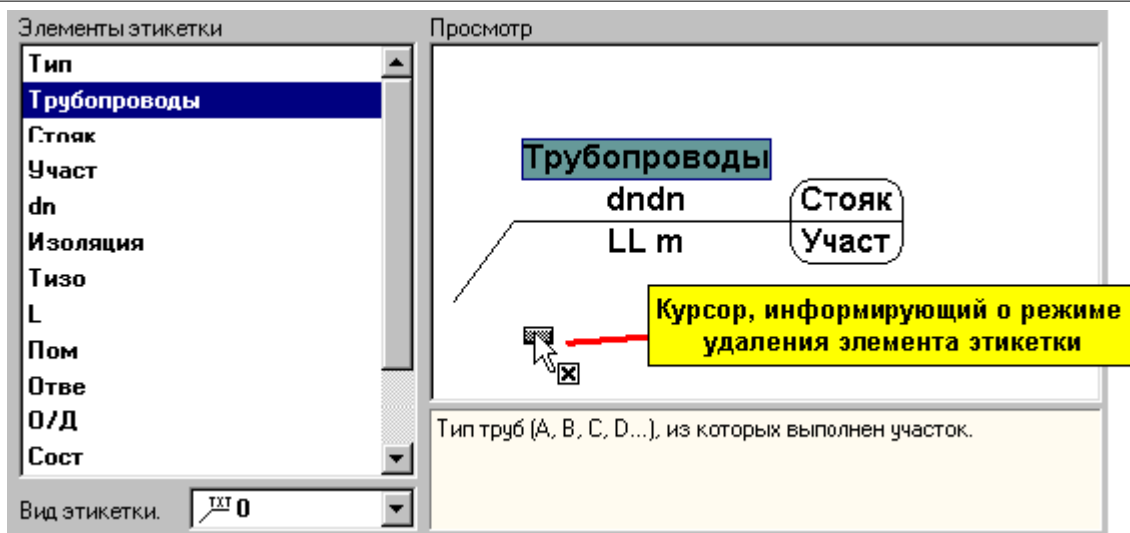 Элементы этикетки
Тип
Трубопроводы
Стояк
Участ
dn
Изоляция
Тизо
L
Пом
Отве
О/Д
Сост
Вид этикетки.
TXT 0
Просмотр
Трубопроводы
dndn
Стояк
LL m
Участ
Курсор, информирующий о режиме
удаления элемента этикетки
Тип труб (A, B, C, D...), из которых выполнен участок.